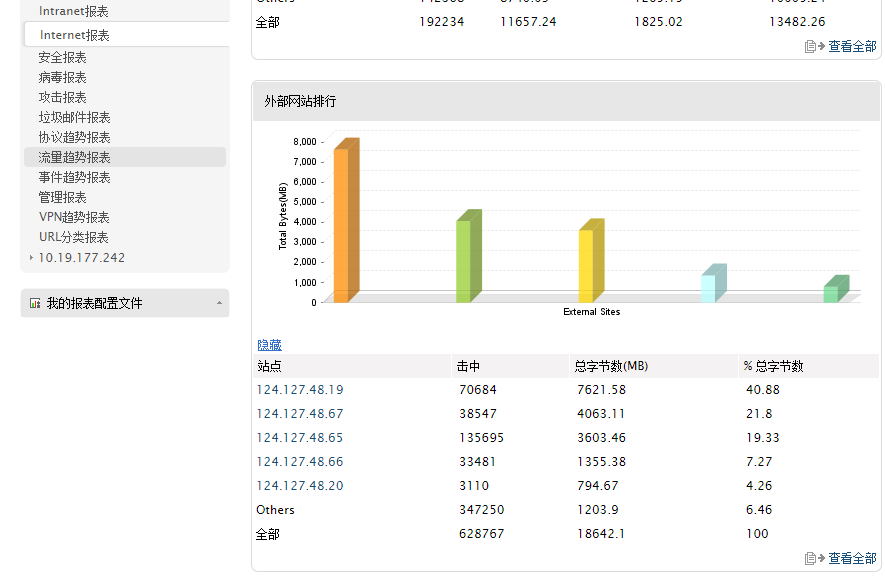 Intranet报表
Internet报表
安全报表
病毒报表
攻击报表
垃圾邮件报表
协议趋势报表
流量趋势报表
事件趋势报表
管理报表
VPN趋势报表
URL分类报表
10.19.177.242
我的报表配置文件
全部 192234 11657.24 1825.02 13482.26
查看全部
外部网站排行
8,000
7,000
6,000
5,000
4,000
3,000
2,000
1,000
0
Total Bytes(MB)
External Sites
隐藏
站点 击中 总字节数(MB) % 总字节数
124.127.48.19 70684 7621.58 40.88
124.127.48.67 38547 4063.11 21.8
124.127.48.65 135695 3603.46 19.33
124.127.48.66 33481 1355.38 7.27
124.127.48.20 3110 794.67 4.26
Others 347250 1203.9 6.46
全部 628767 18642.1 100
查看全部